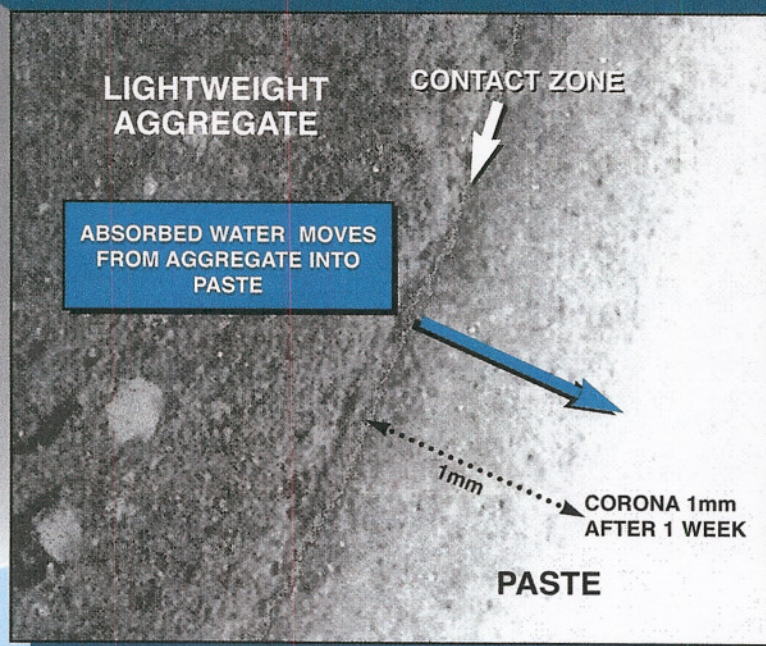 LIGHTWEIGHT
AGGREGATE
CONTACT ZONE
ABSORBED WATER MOVES
FROM AGGREGATE INTO
PASTE
1mm
CORONA 1mm
AFTER 1 WEEK
PASTE